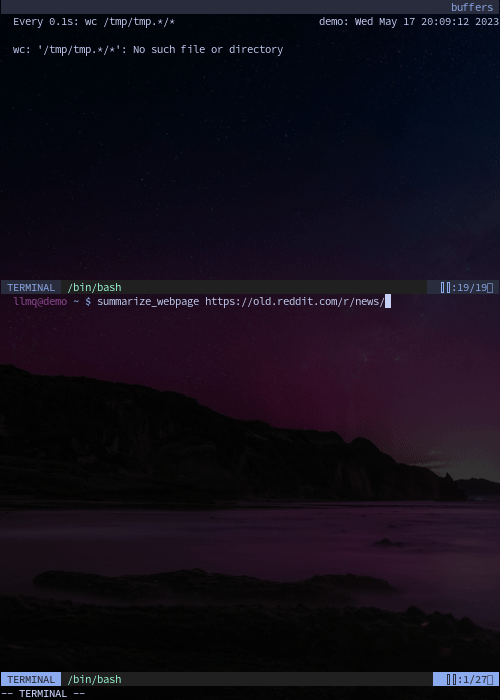 buffers
Every 0.1s: wc /tmp/tmp.*/* demo: Wed May 17 20:09:12 2023
wc: '/tmp/tmp.*/*': No such file or directory
TERMINAL /bin/bash :19/19
llmq@demo ~ $ summarize_webpage https://old.reddit.com/r/news/
TERMINAL /bin/bash :1/27
-- TERMINAL --